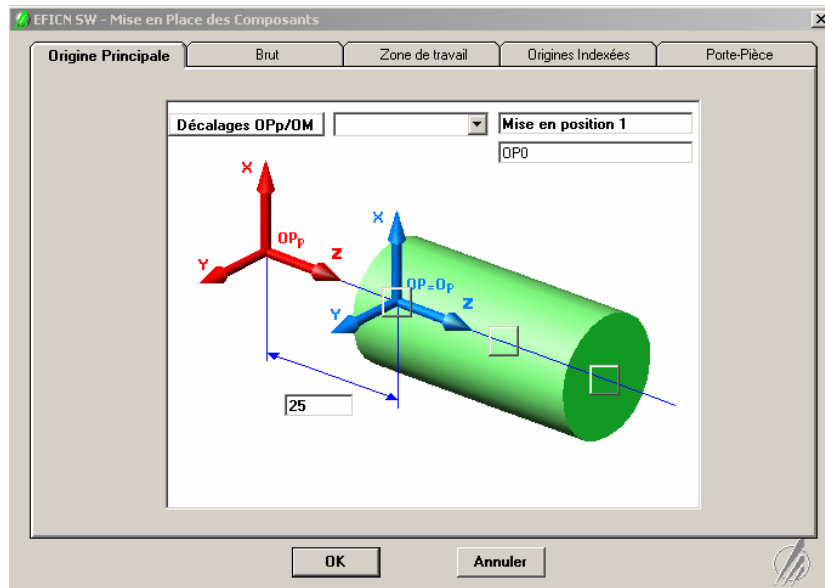 EFICN SW - Mise en Place des Composants
Origine Principale
Brut
Zone de travail
Origines Indexées
Porte-Pièce
Décalages OPp/OM
Mise en position 1
OP0
X
OPp
Y
Z
X
OP=Op
Y
Z
25
OK
Annuler